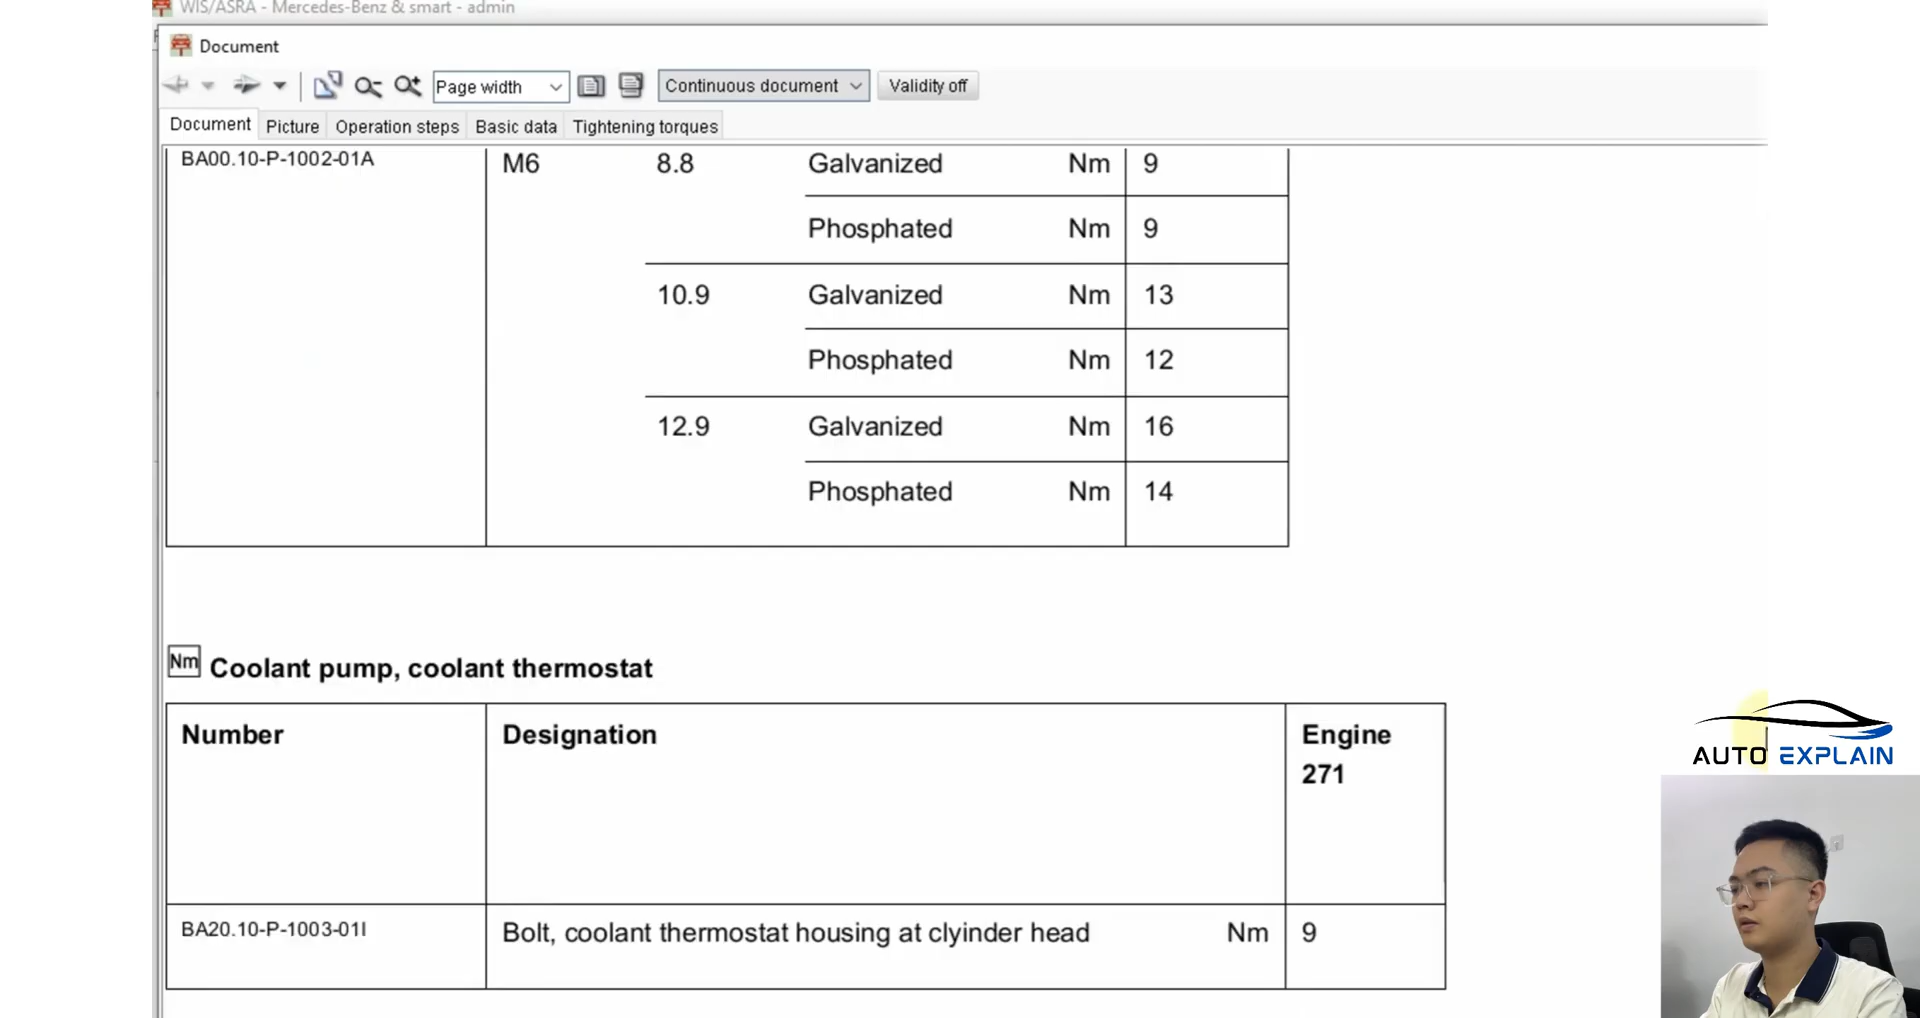 WIS/ASRA - Mercedes-Benz & smart - admin
Document
Page width
Continuous document
Validity off
Document Picture Operation steps Basic data Tightening torques
BA00.10-P-1002-01A M6 8.8 Galvanized Nm 9
Phosphated Nm 9
10.9 Galvanized Nm 13
Phosphated Nm 12
12.9 Galvanized Nm 16
Phosphated Nm 14
Nm Coolant pump, coolant thermostat
Number Designation Engine
271
BA20.10-P-1003-01I Bolt, coolant thermostat housing at clyinder head Nm 9
AUTO EXPLAIN